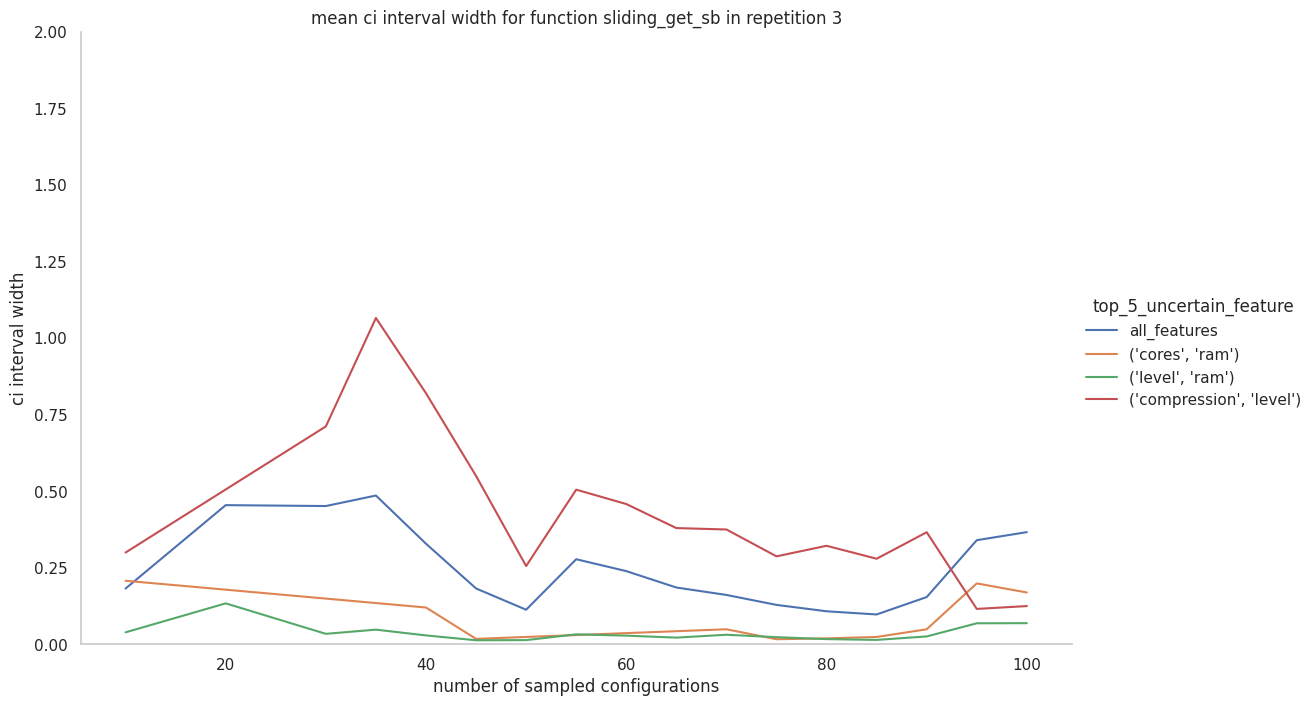 mean ci interval width for function sliding_get_sb in repetition 3
2.00
1.75
1.50
1.25
1.00
0.75
0.50
0.25
0.00
ci interval width
20
40
60
80
100
number of sampled configurations
top_5_uncertain_feature
all_features
('cores', 'ram')
('level', 'ram')
('compression', 'level')